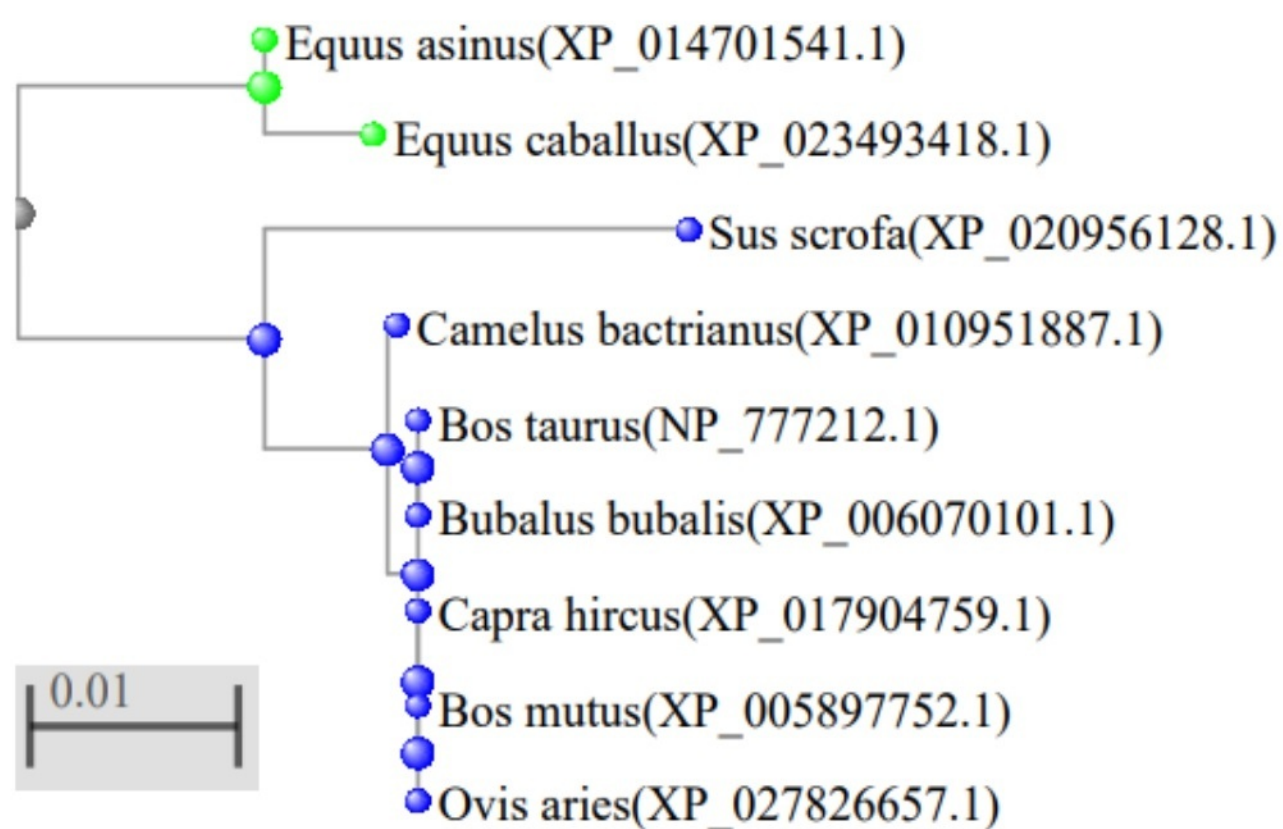 Equus asinus(XP_014701541.1)
Equus caballus(XP_023493418.1)
Sus scrofa(XP_020956128.1)
Camelus bactrianus(XP_010951887.1)
Bos taurus(NP_777212.1)
Bubalus bubalis(XP_006070101.1)
Capra hircus(XP_017904759.1)
0.01
Bos mutus(XP_005897752.1)
Ovis aries(XP_027826657.1)